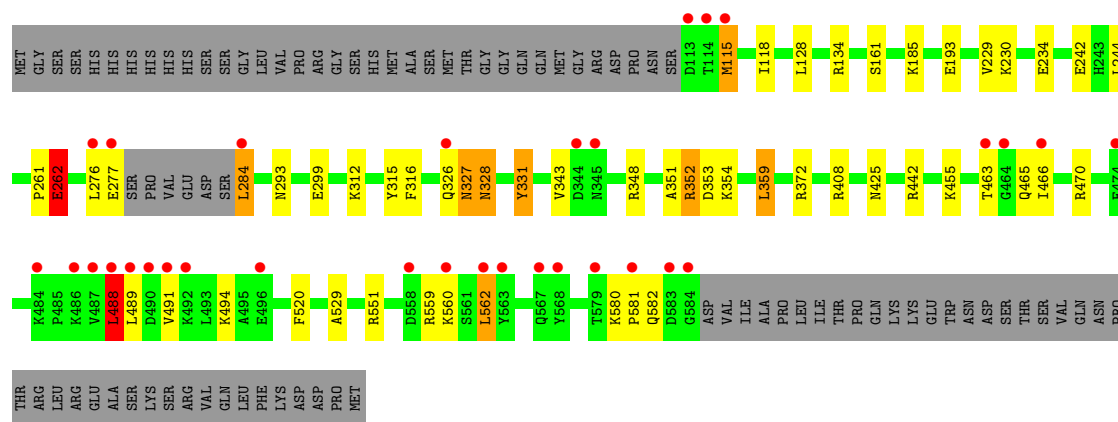 MET GLY SER SER HIS HIS HIS HIS HIS HIS SER SER GLY LEU VAL PRO ARG GLY SER HIS MET ALA SER MET THR GLY GLY GLN GLN MET GLY ARG ASP PRO ASN SER D113 T114 M115 I118 L128 R134 S161 K185 E193 V229 K230 E234 E242 H243 L244
P261 E262 L276 E277 SER PRO VAL GLU ASP SER L284 N293 E299 K312 Y315 F316 Q326 N327 N328 Y331 V343 D344 N345 R348 A351 R352 D353 K354 L359 R372 R408 N425 R442 K455 T463 G464 Q465 I466 R470 E474
K484 P485 K486 V487 L488 L489 D490 V491 K492 L493 K494 A495 E496 F520 A529 R551 D558 R559 K560 S561 L562 Y563 Q567 Y568 T579 K580 P581 Q582 D583 G584 ASP VAL ILE ALA PRO LEU ILE THR PRO GLN LYS LYS GLU TRP ASN ASP SER THR SER VAL GLN ASN PRO
THR ARG LEU ARG GLU ALA SER LYS SER ARG VAL GLN LEU PHE LYS ASP ASP PRO MET